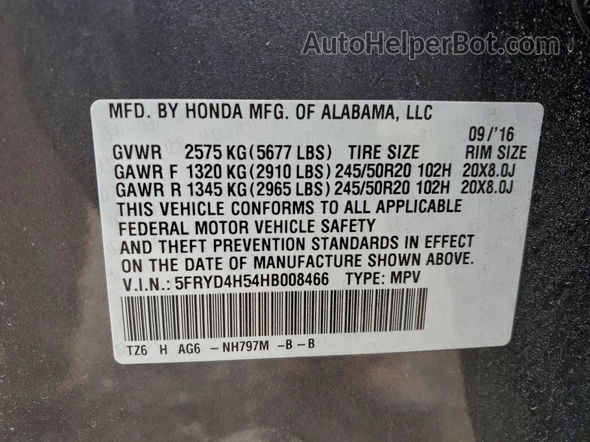 AutoHelperBot.com
MFD. BY HONDA MFG. OF ALABAMA, LLC
09/'16
GVWR 2575 KG (5677 LBS) TIRE SIZE RIM SIZE
GAWR F 1320 KG (2910 LBS) 245/50R20 102H 20X8.0J
GAWR R 1345 KG (2965 LBS) 245/50R20 102H 20X8.0J
THIS VEHICLE CONFORMS TO ALL APPLICABLE
FEDERAL MOTOR VEHICLE SAFETY
AND THEFT PREVENTION STANDARDS IN EFFECT
ON THE DATE OF MANUFACTURE SHOWN ABOVE.
V.I.N.: 5FRYD4H54HB008466 TYPE: MPV
TZ6 H AG6 -NH797M -B-B
AutoHelperBot.com